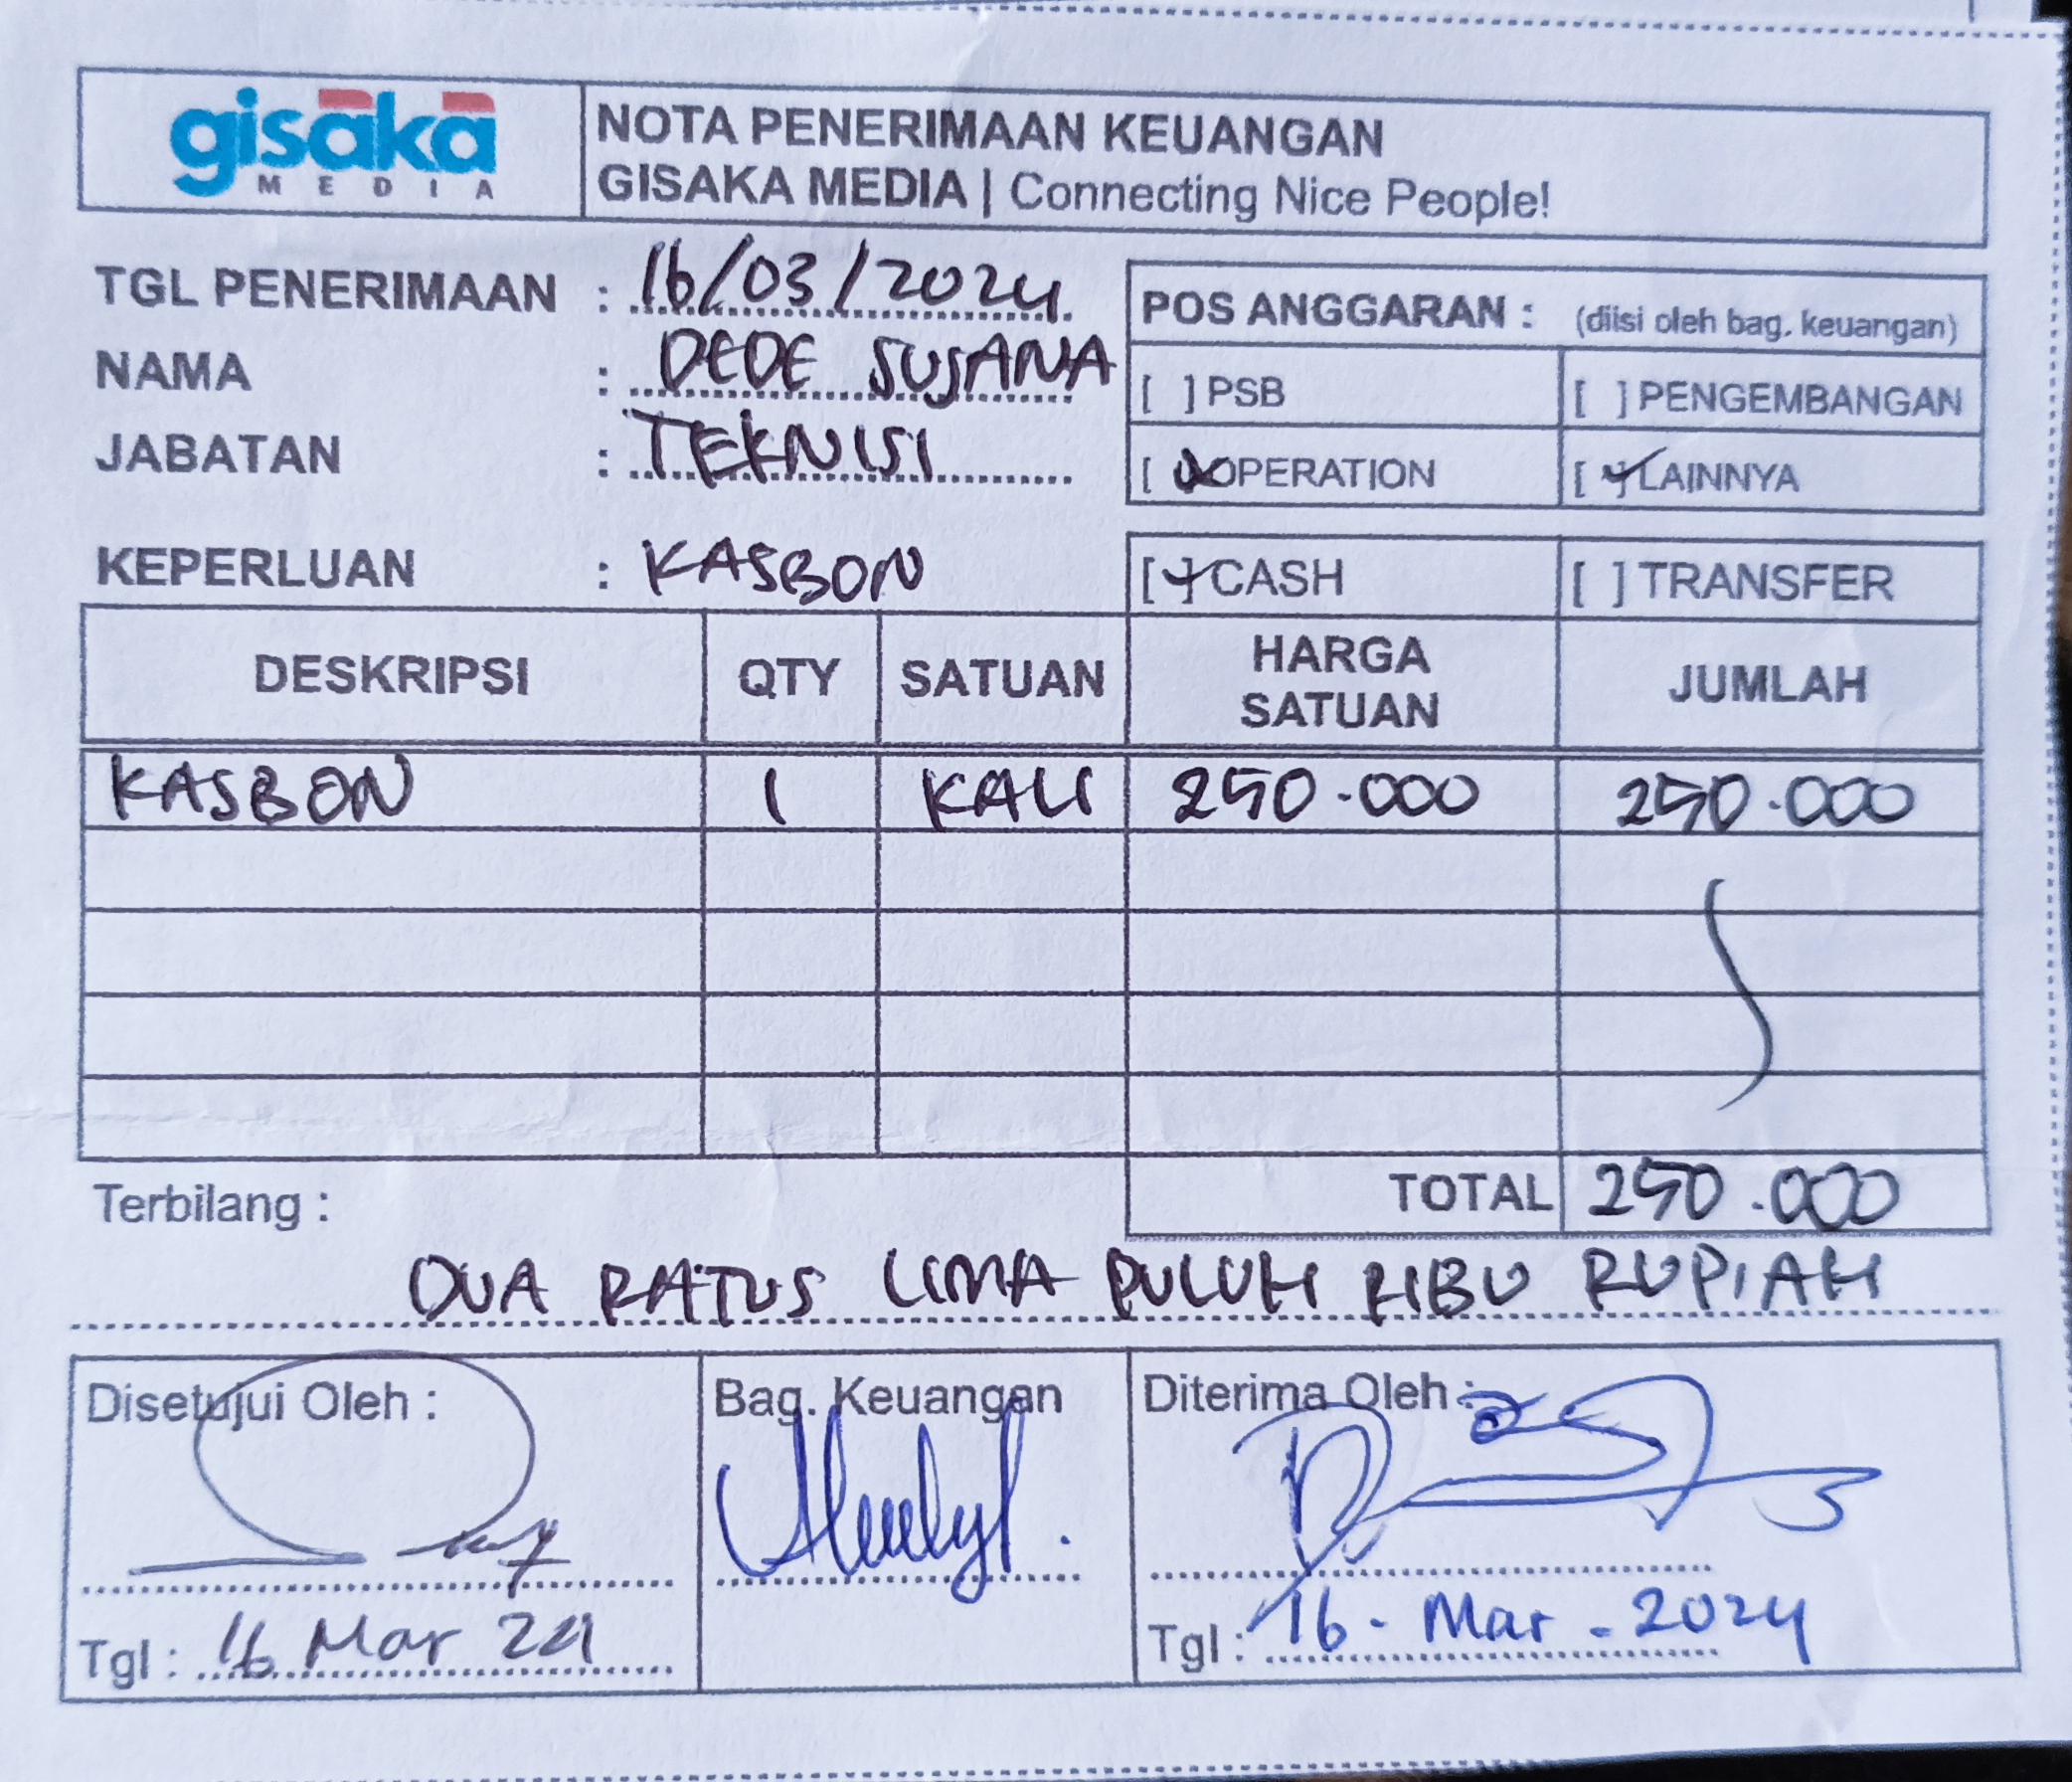 gisaka
MEDIA
NOTA PENERIMAAN KEUANGAN
GISAKA MEDIA | Connecting Nice People!
TGL PENERIMAAN : 16/03/2024
NAMA : DEDE SUSANA
JABATAN : TEKNISI
POS ANGGARAN : (diisi oleh bag. keuangan)
[ ] PSB [ ] PENGEMBANGAN
[ ] OPERATION [✓] LAINNYA
KEPERLUAN : KASBON
[✓] CASH [ ] TRANSFER
DESKRIPSI QTY SATUAN HARGA SATUAN JUMLAH
KASBON 1 KALI 250.000 250.000
TOTAL 250.000
Terbilang :
DUA RATUS LIMA PULUH RIBU RUPIAH
Disetujui Oleh : Bag. Keuangan Diterima Oleh :
Tgl : 16 Mar 24 Tgl : 16 - Mar - 2024